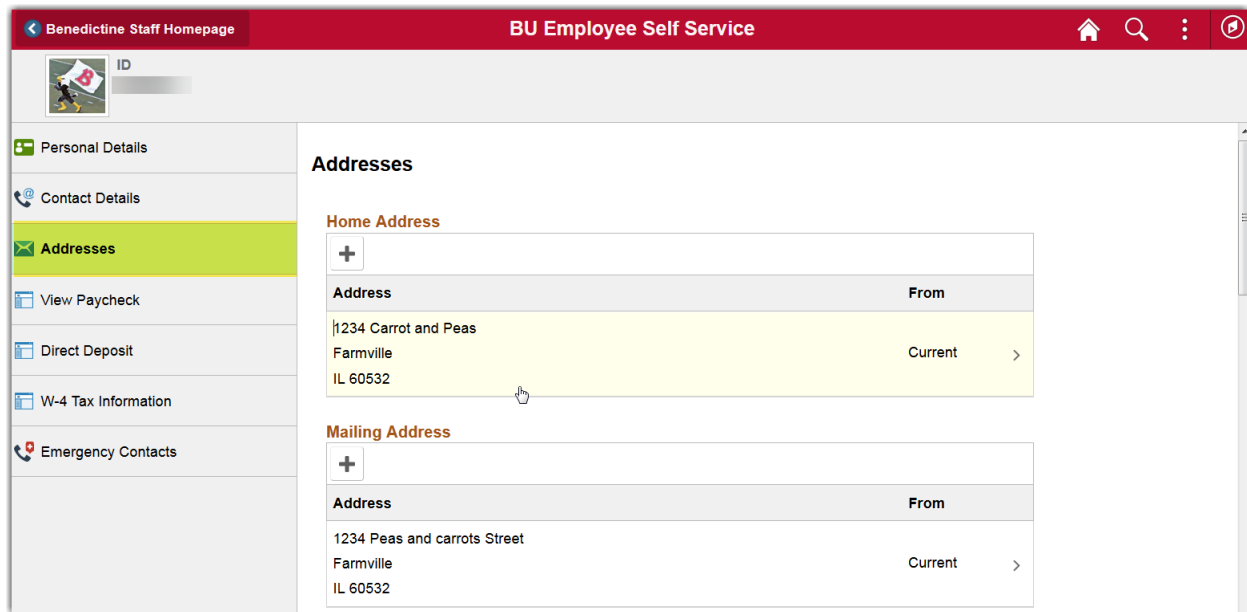 Benedictine Staff Homepage
BU Employee Self Service
ID
Personal Details
Contact Details
Addresses
View Paycheck
Direct Deposit
W-4 Tax Information
Emergency Contacts
Addresses
Home Address
Address From
1234 Carrot and Peas
Farmville
Current
IL 60532
Mailing Address
Address From
1234 Peas and carrots Street
Farmville
Current
IL 60532